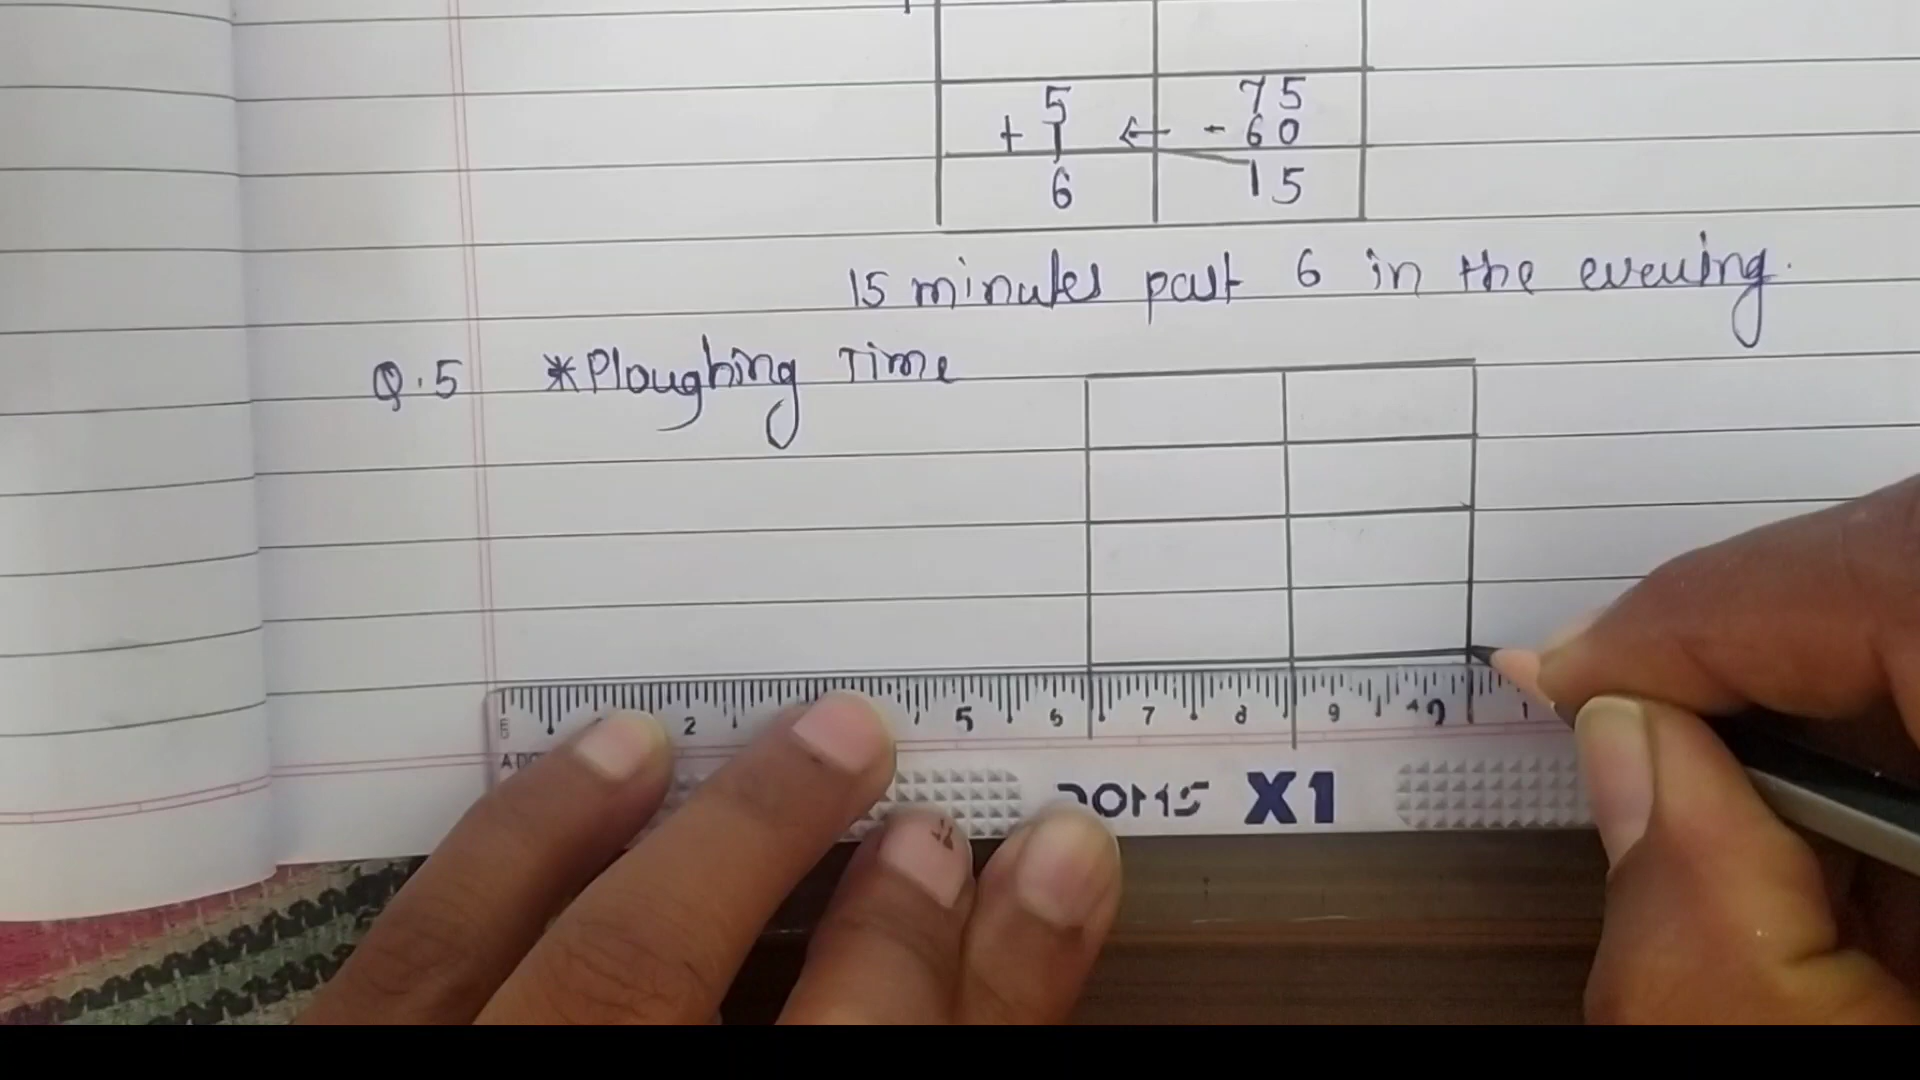 5 75
+ 1 ← - 60
6 15
15 minutes past 6 in the evening.
Q.5 *Ploughing Time
2 5 6 7 8 9 1
DOMS X1